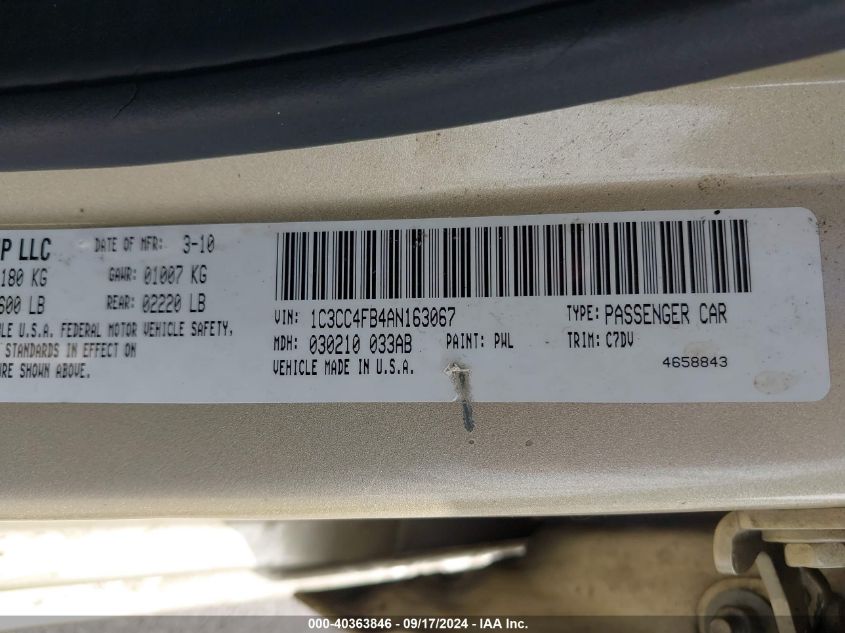 P LLC DATE OF MFR: 3-10
180 KG GAWR: 01007 KG
600 LB REAR: 02220 LB
LE U.S.A. FEDERAL MOTOR VEHICLE SAFETY,
STANDARDS IN EFFECT ON
URE SHOWN ABOVE.
VIN: 1C3CC4FB4AN163067 TYPE: PASSENGER CAR
MDH: 030210 033AB PAINT: PWL TRIM: C7DV
VEHICLE MADE IN U.S.A.
4658843
000-40363846 - 09/17/2024 - IAA Inc.